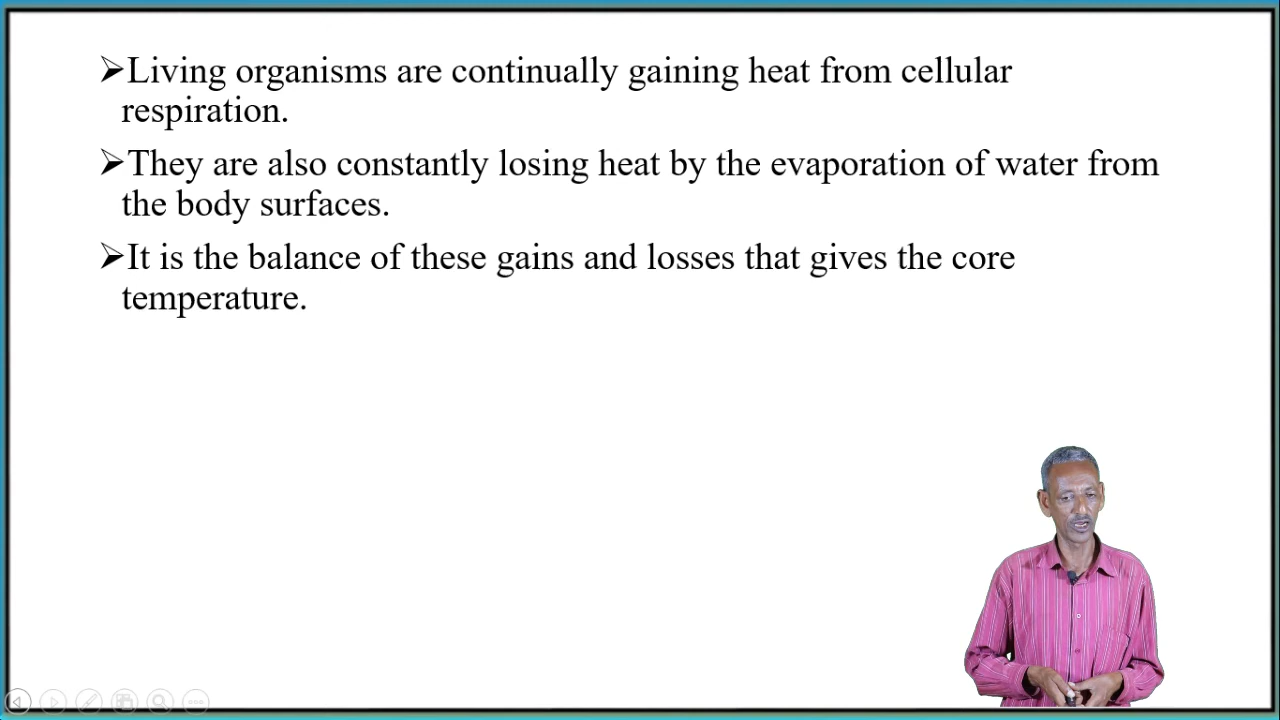 ➢Living organisms are continually gaining heat from cellular
respiration.
➢They are also constantly losing heat by the evaporation of water from
the body surfaces.
➢It is the balance of these gains and losses that gives the core
temperature.